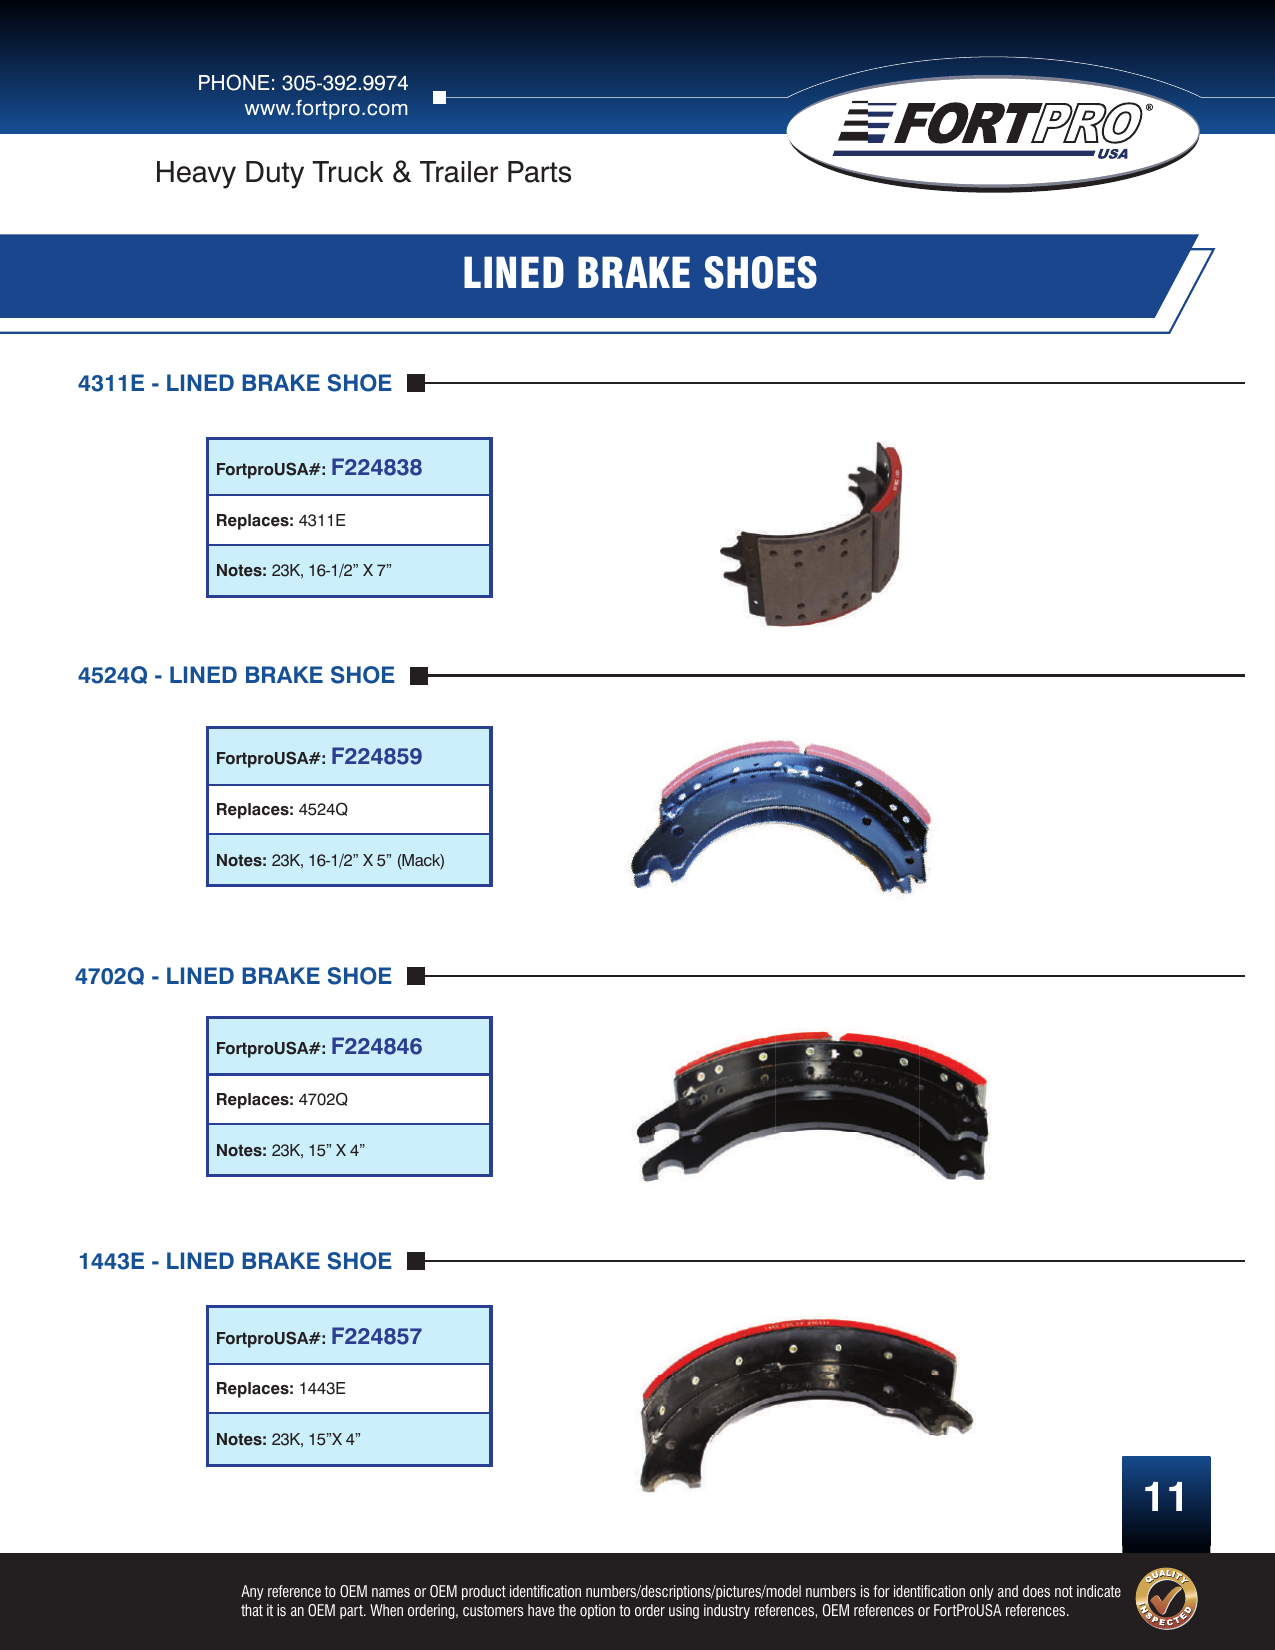 PHONE: 305-392.9974
www.fortpro.com
FORTPRO®
USA
Heavy Duty Truck & Trailer Parts
LINED BRAKE SHOES
4311E - LINED BRAKE SHOE
FortproUSA#: F224838
Replaces: 4311E
Notes: 23K, 16-1/2” X 7”
4524Q - LINED BRAKE SHOE
FortproUSA#: F224859
Replaces: 4524Q
Notes: 23K, 16-1/2” X 5” (Mack)
4702Q - LINED BRAKE SHOE
FortproUSA#: F224846
Replaces: 4702Q
Notes: 23K, 15” X 4”
1443E - LINED BRAKE SHOE
FortproUSA#: F224857
Replaces: 1443E
Notes: 23K, 15”X 4”
11
Any reference to OEM names or OEM product identification numbers/descriptions/pictures/model numbers is for identification only and does not indicate
that it is an OEM part. When ordering, customers have the option to order using industry references, OEM references or FortProUSA references.
QUALITY
INSPECTED